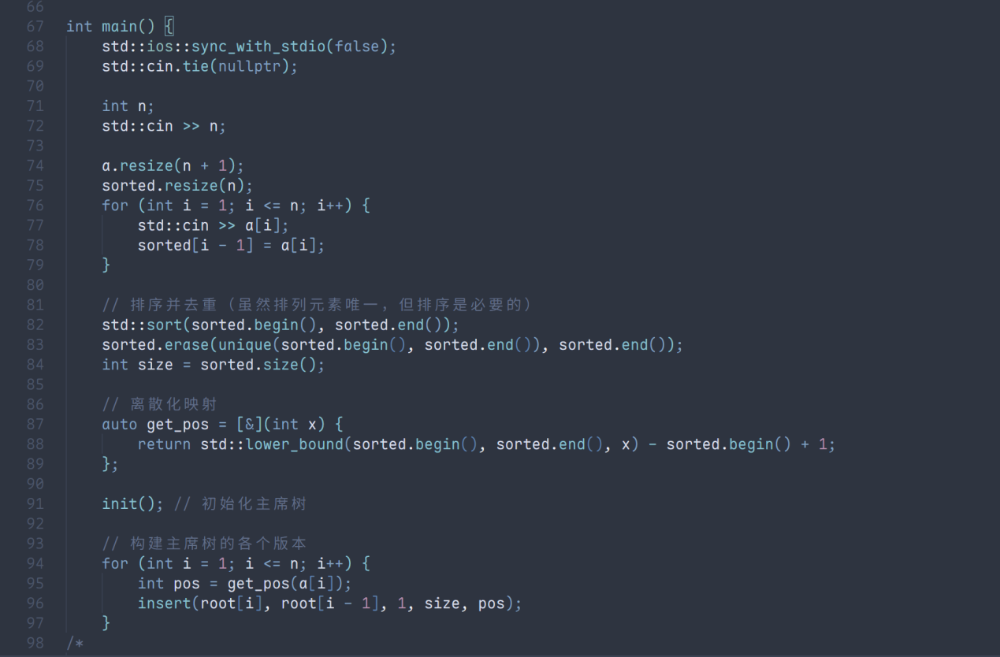 66
67 int main() {
68     std::ios::sync_with_stdio(false);
69     std::cin.tie(nullptr);
70
71     int n;
72     std::cin >> n;
73
74     a.resize(n + 1);
75     sorted.resize(n);
76     for (int i = 1; i <= n; i++) {
77         std::cin >> a[i];
78         sorted[i - 1] = a[i];
79     }
80
81     // 排序并去重（虽然排列元素唯一，但排序是必要的）
82     std::sort(sorted.begin(), sorted.end());
83     sorted.erase(unique(sorted.begin(), sorted.end()), sorted.end());
84     int size = sorted.size();
85
86     // 离散化映射
87     auto get_pos = [&](int x) {
88         return std::lower_bound(sorted.begin(), sorted.end(), x) - sorted.begin() + 1;
89     };
90
91     init(); // 初始化主席树
92
93     // 构建主席树的各个版本
94     for (int i = 1; i <= n; i++) {
95         int pos = get_pos(a[i]);
96         insert(root[i], root[i - 1], 1, size, pos);
97     }
98 /*